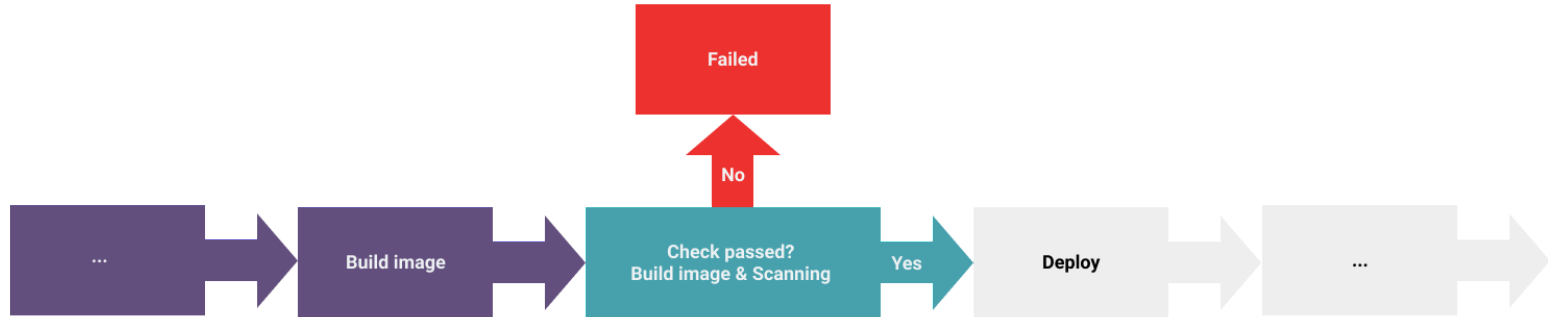 Failed
No
...
Build image
Check passed?
Build image & Scanning
Yes
Deploy
...